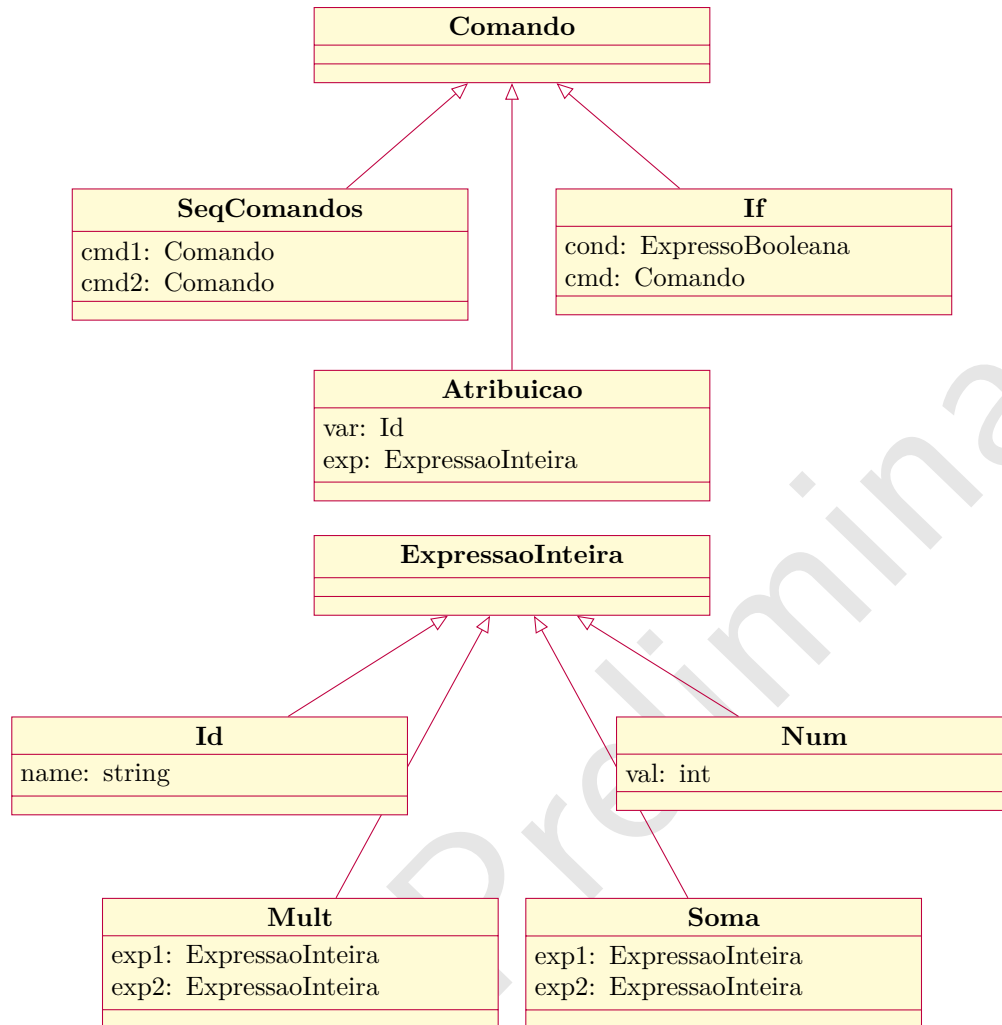 Comando
SeqComandos
cmd1: Comando
cmd2: Comando
If
cond: ExpressoBooleana
cmd: Comando
Atribuicao
var: Id
exp: ExpressaoInteira
ExpressaoInteira
Id
name: string
Num
val: int
Mult
exp1: ExpressaoInteira
exp2: ExpressaoInteira
Soma
exp1: ExpressaoInteira
exp2: ExpressaoInteira
Prelimina